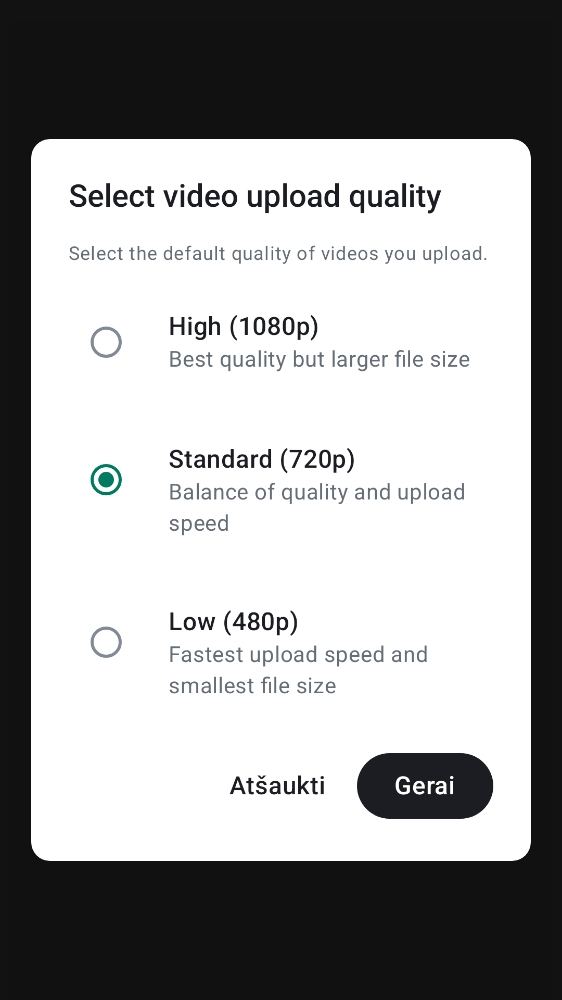 Select video upload quality
Select the default quality of videos you upload.
High (1080p)
Best quality but larger file size
Standard (720p)
Balance of quality and upload
speed
Low (480p)
Fastest upload speed and
smallest file size
Atšaukti
Gerai